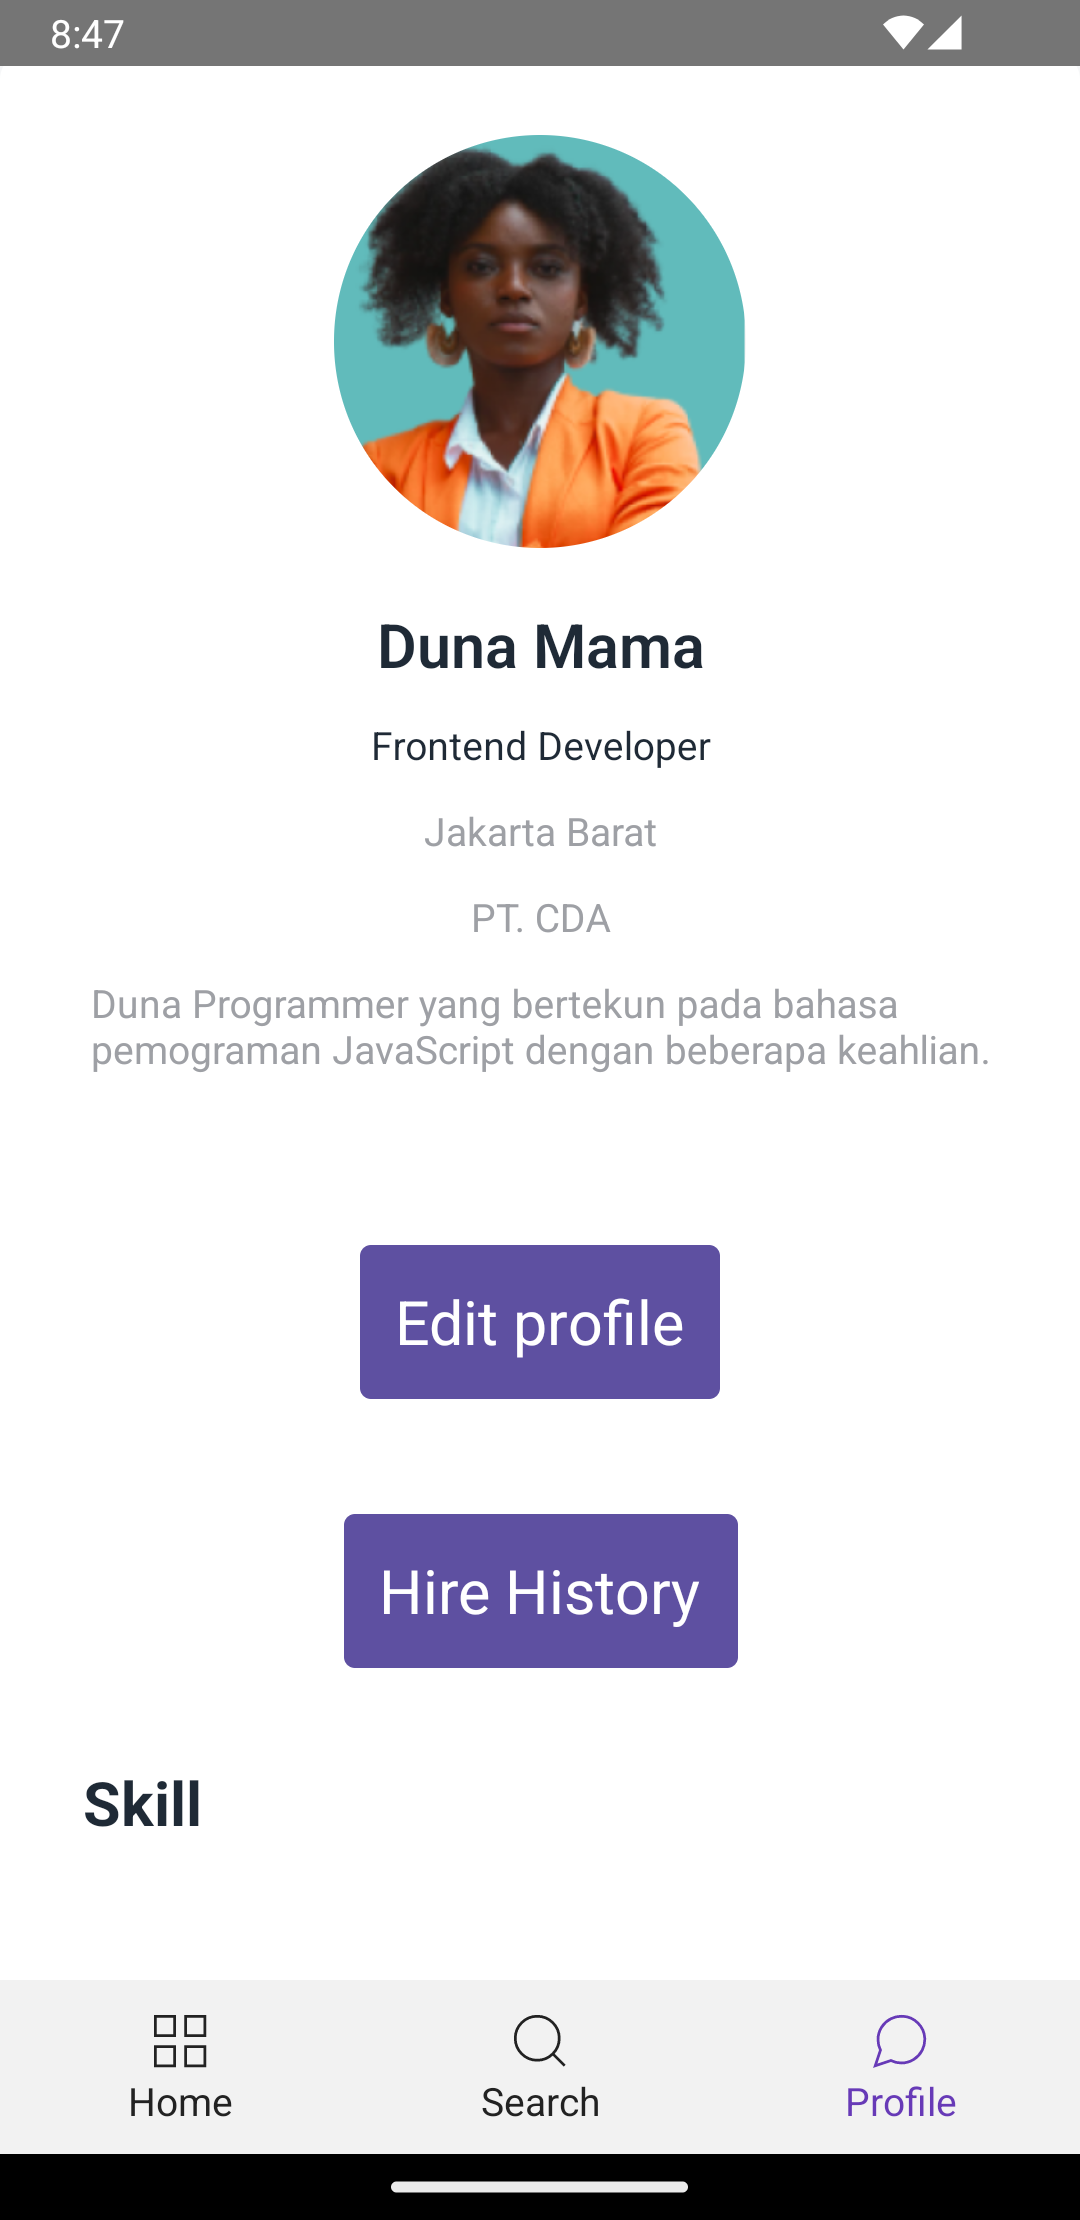 8:47
Duna Mama
Frontend Developer
Jakarta Barat
PT. CDA
Duna Programmer yang bertekun pada bahasa
pemograman JavaScript dengan beberapa keahlian.
Edit profile
Hire History
Skill
Home
Search
Profile